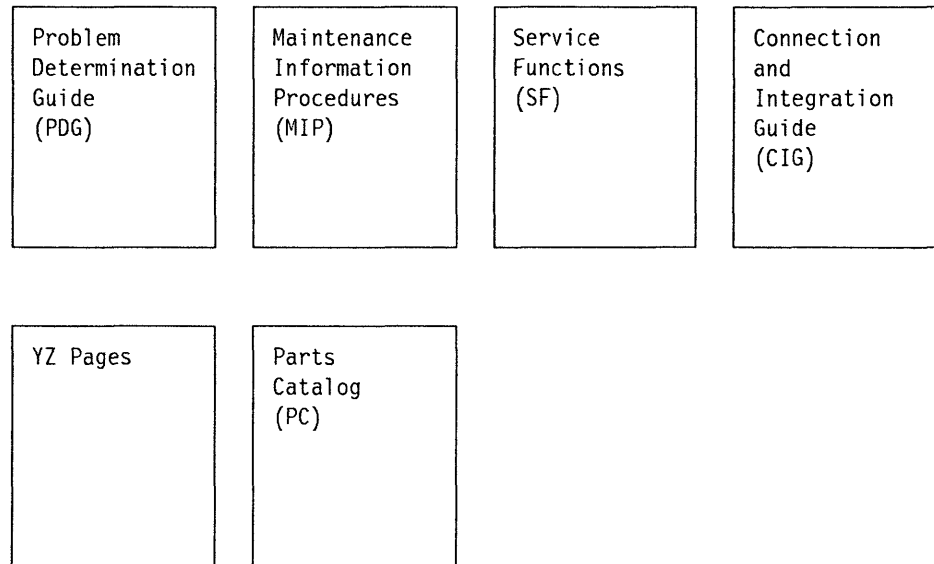 Problem
Determination
Guide
(PDG)
Maintenance
Information
Procedures
(MIP)
Service
Functions
(SF)
Connection
and
Integration
Guide
(CIG)
YZ Pages
Parts
Catalog
(PC)